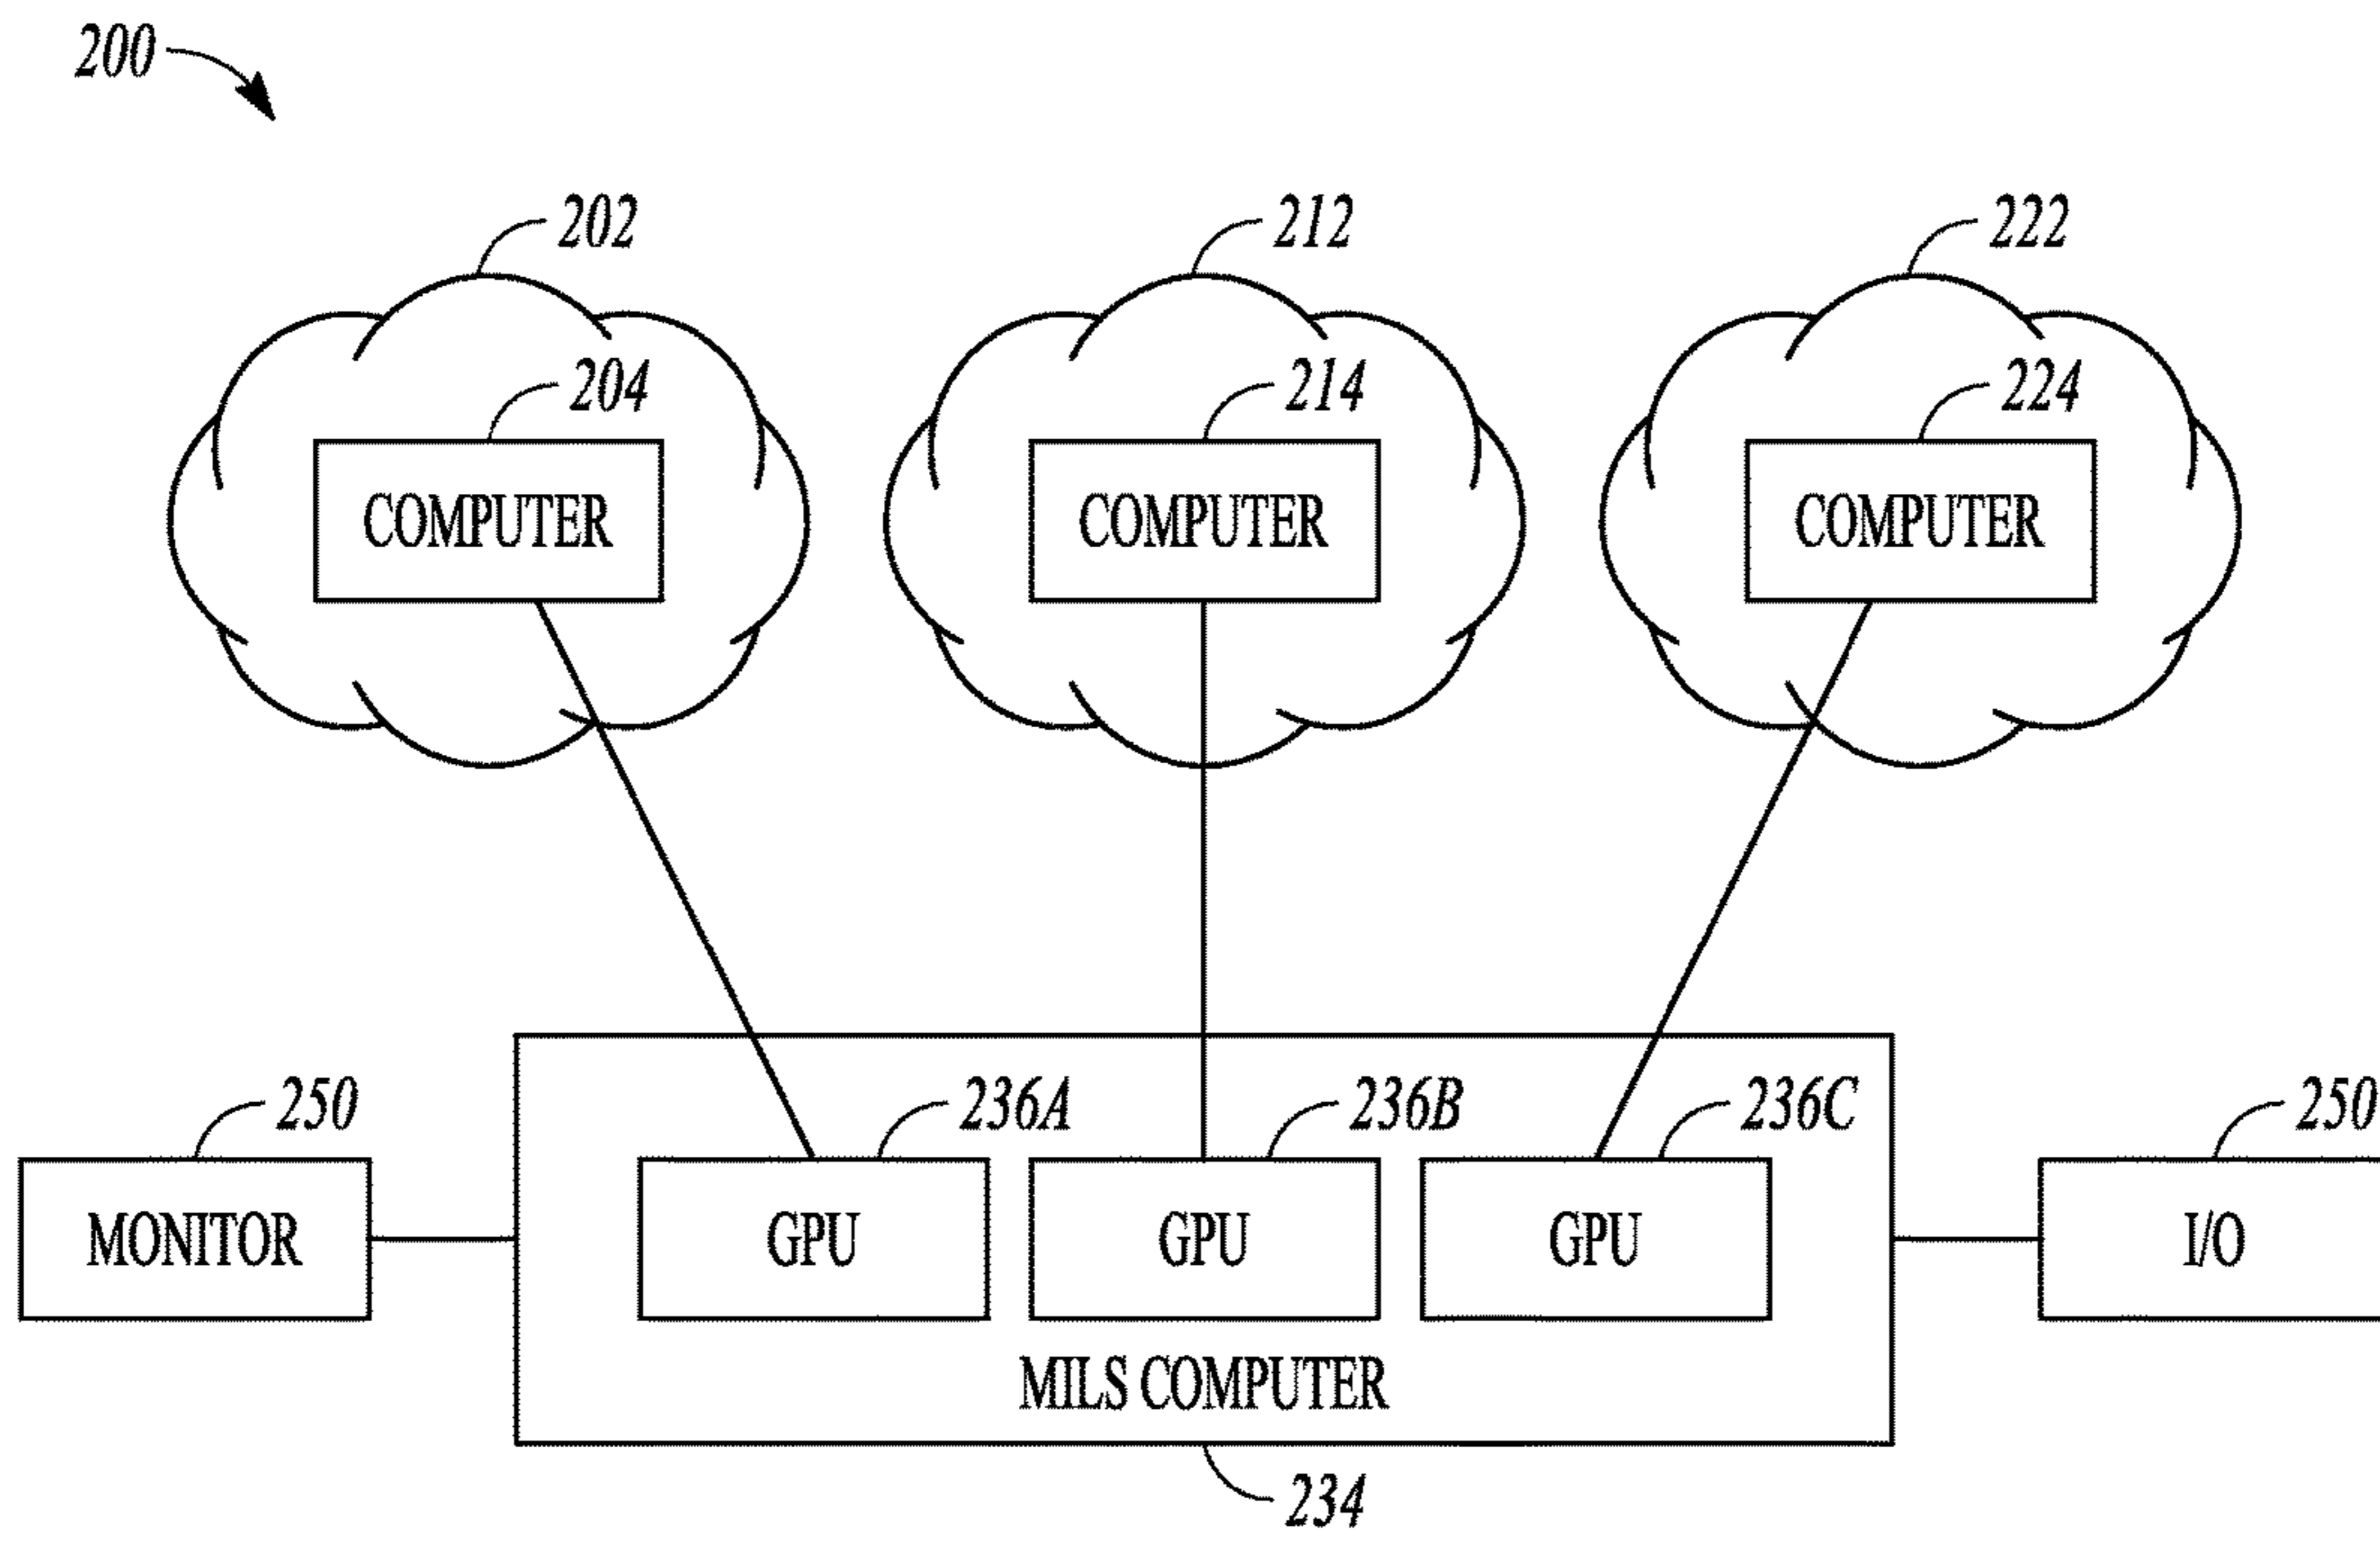 200
202
212
222
204
214
224
COMPUTER
COMPUTER
COMPUTER
250
236A
236B
236C
250
MONITOR
GPU
GPU
GPU
I/O
MILS COMPUTER
234